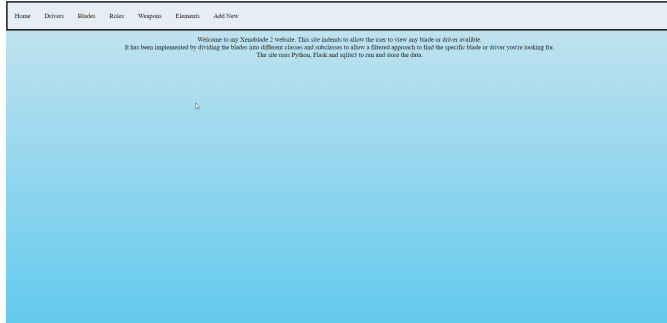 Home Drivers Blades Roles Weapons Elements Add New
Welcome to my Xenoblade 2 website. This site indends to allow the user to view any blade or driver avalible.
It has been implemented by dividing the blades into different classes and subclasses to allow a filtered approach to find the specific blade or driver you're looking for.
The site uses Python, Flask and sqlite3 to run and store the data.